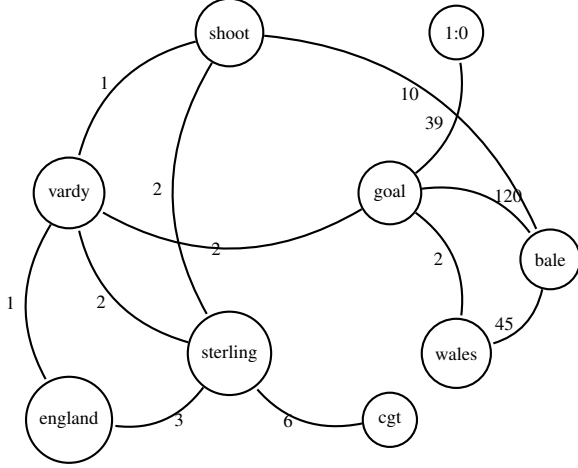 shoot
1:0
1
10
39
vardy
2
goal
120
2
2
bale
1
2
45
sterling
wales
england
3
6
cgt